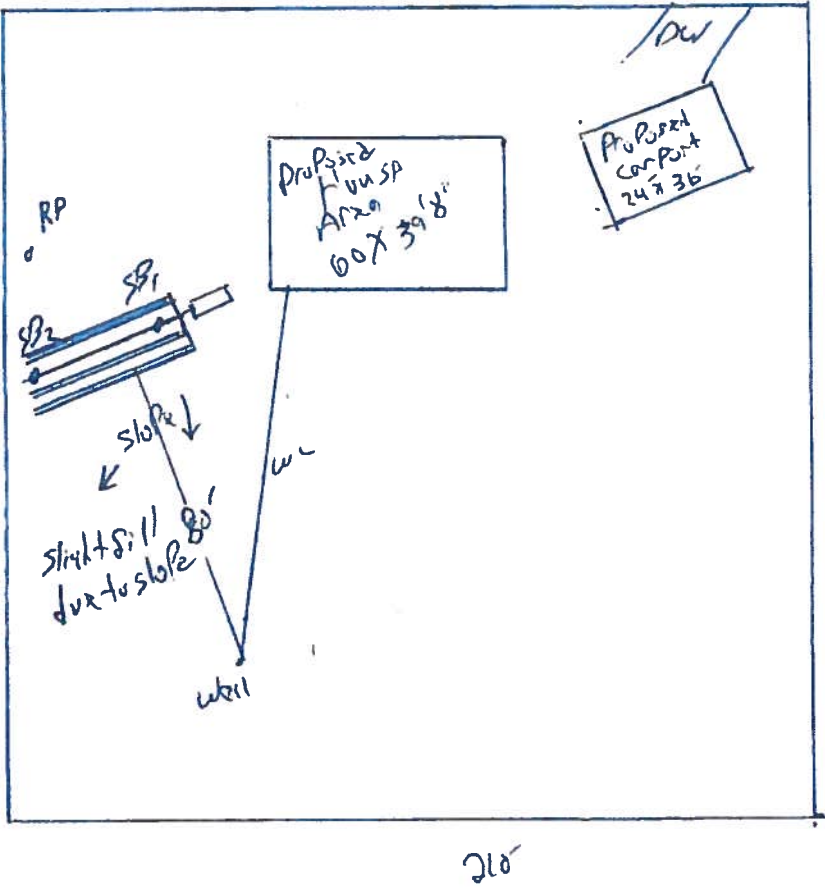 DW
Proposed
carport
24' x 36'
Proposed
Area
60 X 39'8"
RP
SB1
SB2
slope
WL
80'
slight fill
due to slope
well
210'